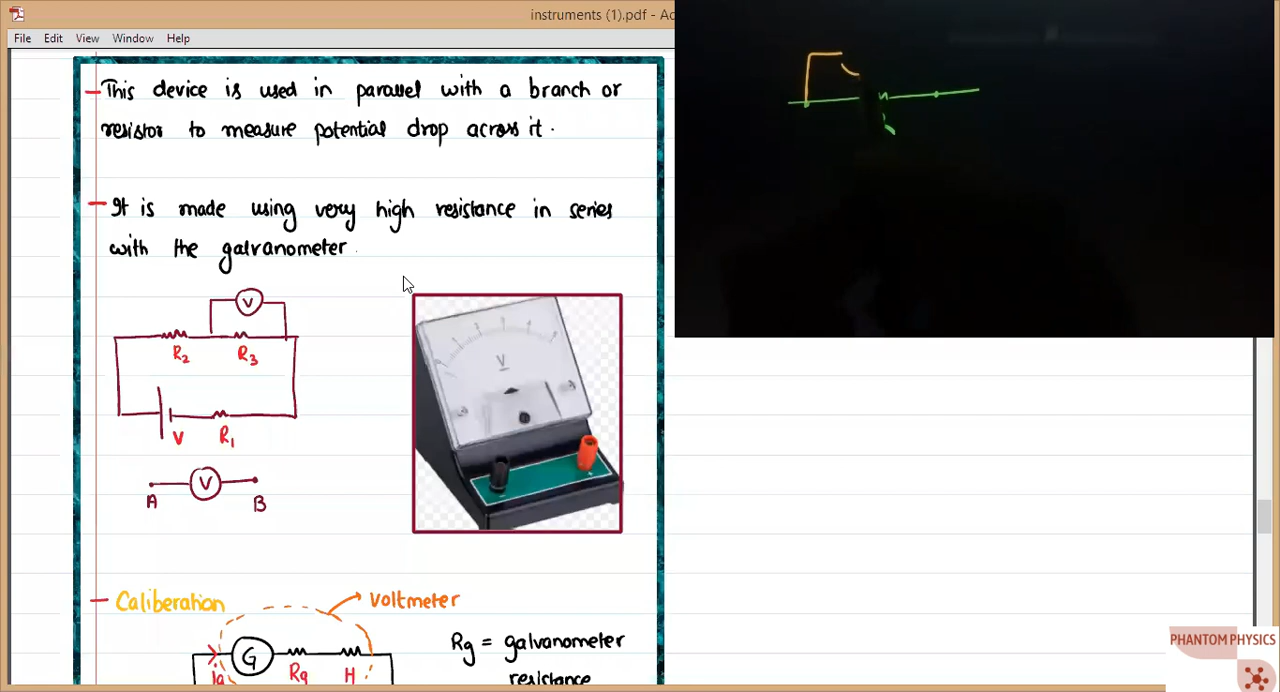 instruments (1).pdf - Ac
File Edit View Window Help
This device is used in parallel with a branch or
resistor to measure potential drop across it.
It is made using very high resistance in series
with the galvanometer.
V
R2 R3
V R1
V
A B
V
Caliberation
voltmeter
G
Rg H
ig
Rg = galvanometer
resistance
PHANTOM PHYSICS